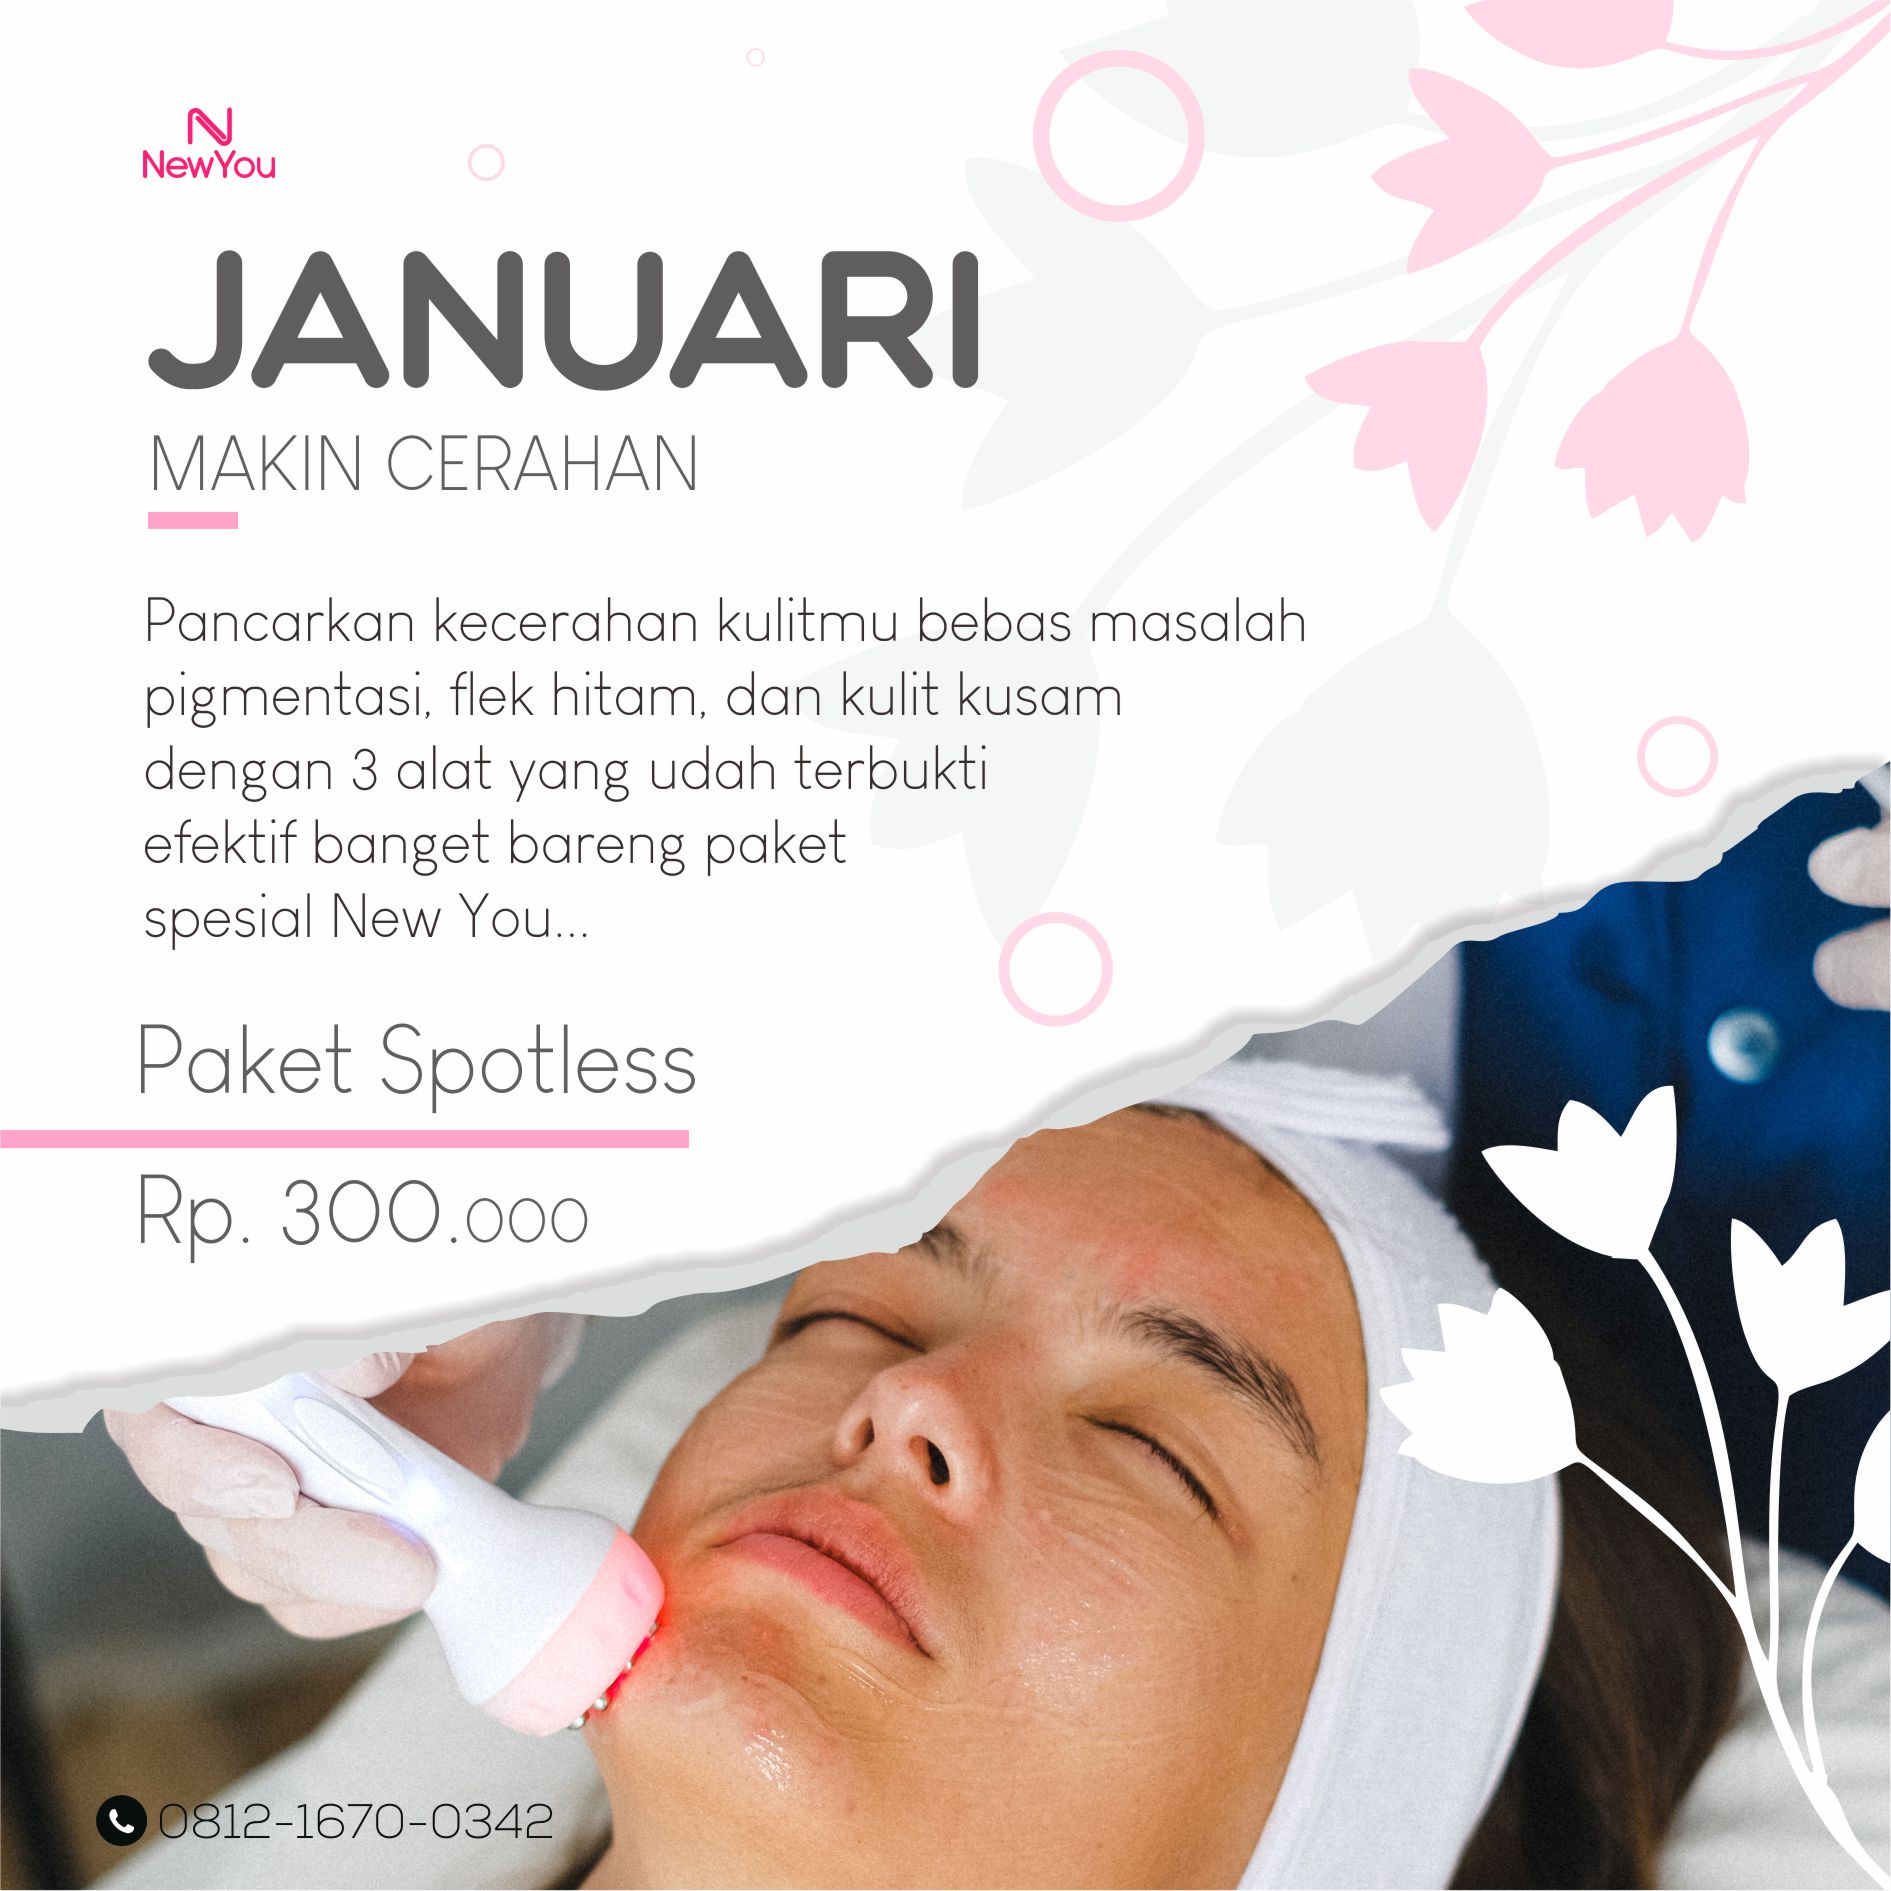 NewYou
JANUARI
MAKIN CERAHAN
Pancarkan kecerahan kulitmu bebas masalah
pigmentasi, flek hitam, dan kulit kusam
dengan 3 alat yang udah terbukti
efektif banget bareng paket
spesial New You...
Paket Spotless
Rp. 300.000
0812-1670-0342